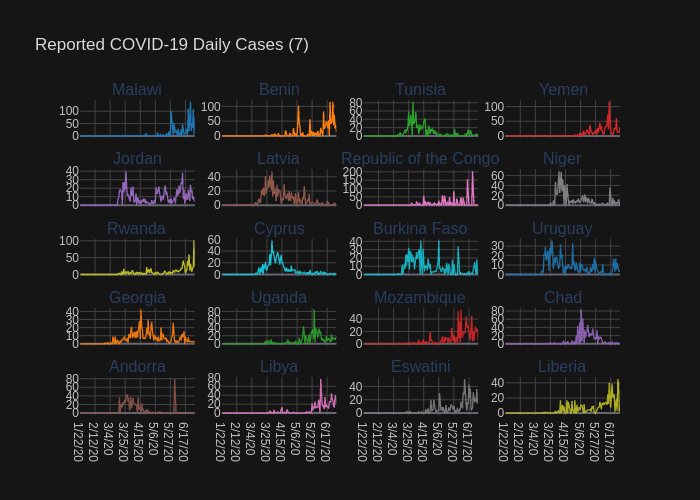 Reported COVID-19 Daily Cases (7)
Malawi Benin Tunisia Yemen
100 50 0
100 50 0
80 60 40 20 0
100 50 0
Jordan Latvia Republic of the Congo Niger
40 30 20 10 0
40 20 0
200 150 100 50 0
60 40 20 0
Rwanda Cyprus Burkina Faso Uruguay
100 50 0
60 40 20 0
40 30 20 10 0
30 20 10 0
Georgia Uganda Mozambique Chad
40 30 20 10 0
80 60 40 20 0
40 20 0
80 60 40 20 0
Andorra Libya Eswatini Liberia
80 60 40 20 0
80 60 40 20 0
40 20 0
40 20 0
1/22/20 2/12/20 3/4/20 3/25/20 4/15/20 5/6/20 5/27/20 6/17/20
1/22/20 2/12/20 3/4/20 3/25/20 4/15/20 5/6/20 5/27/20 6/17/20
1/22/20 2/12/20 3/4/20 3/25/20 4/15/20 5/6/20 5/27/20 6/17/20
1/22/20 2/12/20 3/4/20 3/25/20 4/15/20 5/6/20 5/27/20 6/17/20